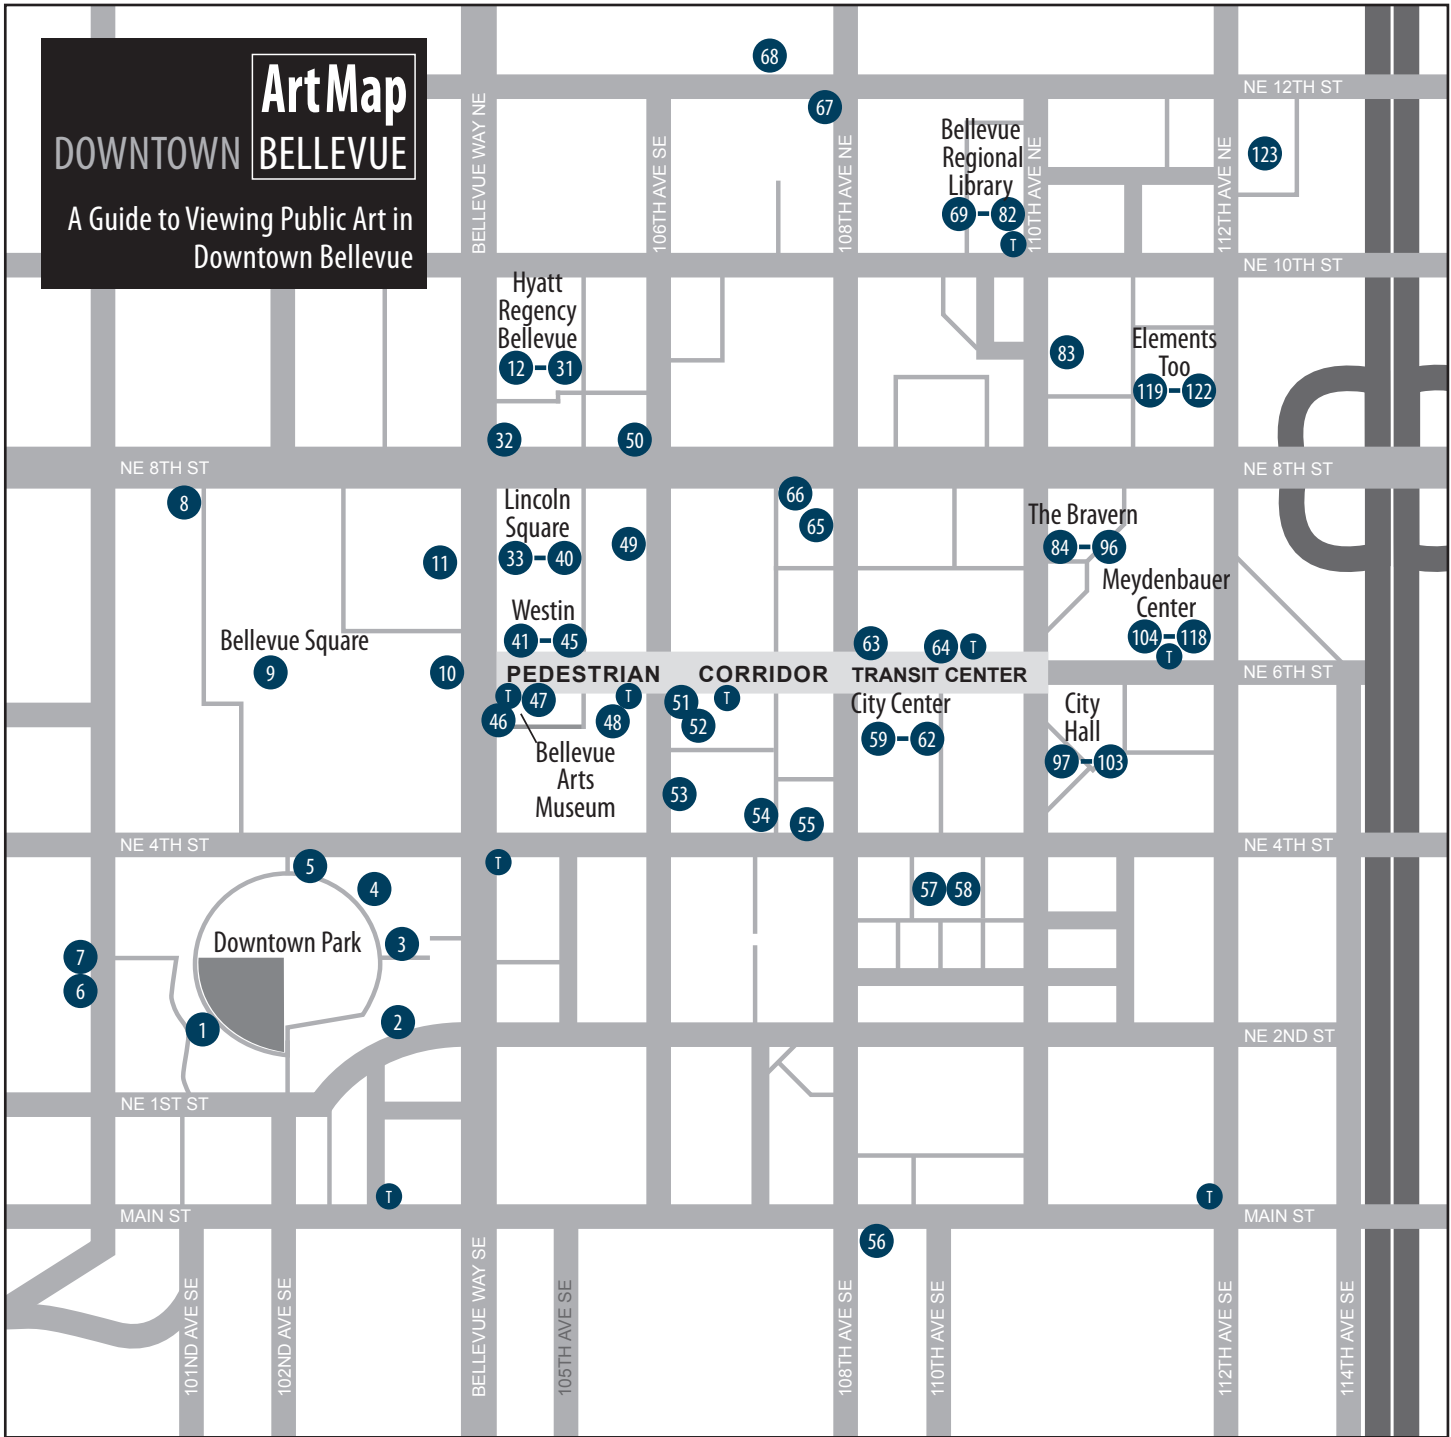 Art Map
DOWNTOWN BELLEVUE
A Guide to Viewing Public Art in
Downtown Bellevue
68
67
NE 12TH ST
BELLEVUE WAY NE
106TH AVE SE
108TH AVE NE
110TH AVE NE
112TH AVE NE
Bellevue
Regional
Library
69 - 82
T
123
NE 10TH ST
Hyatt
Regency
Bellevue
12 - 31
83
Elements
Too
119 - 122
32
50
NE 8TH ST
NE 8TH ST
8
11
Lincoln
Square
33 - 40
49
66
65
The Bravern
84 - 96
Meydenbauer
Center
104 - 118
T
Westin
41 - 45
Bellevue Square
9
10
63
64
T
PEDESTRIAN CORRIDOR TRANSIT CENTER
NE 6TH ST
T
47
46
T
48
Bellevue
Arts
Museum
51
T
52
City Center
59 - 62
City
Hall
97 - 103
53
54
55
NE 4TH ST
NE 4TH ST
5
4
T
57
58
Downtown Park
3
7
6
1
2
NE 2ND ST
NE 1ST ST
T
T
MAIN ST
MAIN ST
56
101ND AVE SE
102ND AVE SE
BELLEVUE WAY SE
105TH AVE SE
108TH AVE SE
110TH AVE SE
112TH AVE SE
114TH AVE SE